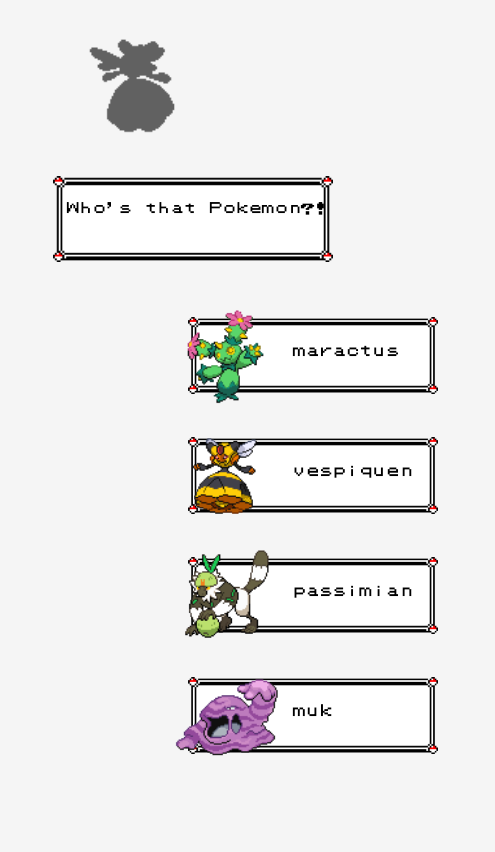 Who's that Pokemon?!
maractus
vespiquen
passimian
muk